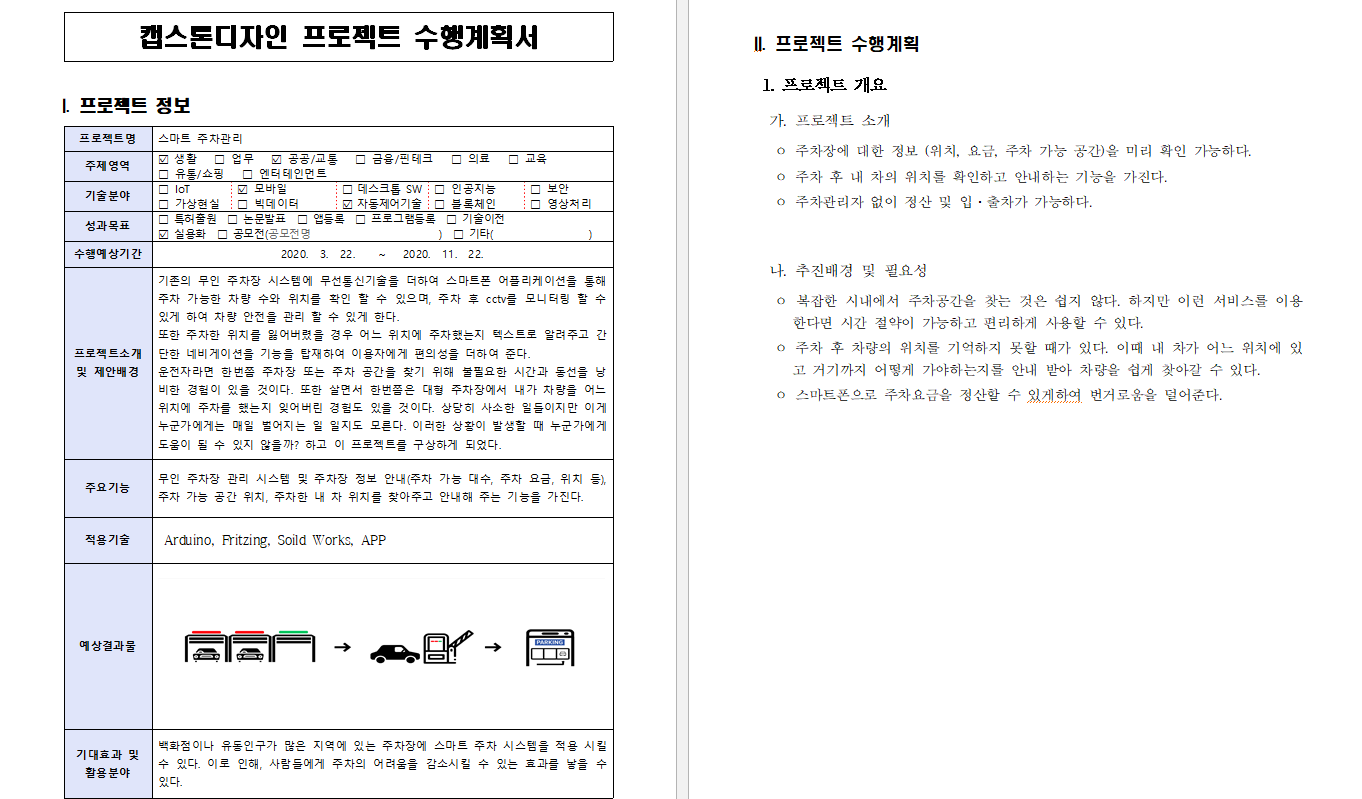 캡스톤디자인 프로젝트 수행계획서
Ⅰ. 프로젝트 정보
프로젝트명 스마트 주차관리
주제영역 ☑ 생활 □ 업무 ☑ 공공/교통 □ 금융/핀테크 □ 의료 □ 교육
□ 유통/쇼핑 □ 엔터테인먼트
기술분야 □ IoT ☑ 모바일 □ 데스크톱 SW □ 인공지능 □ 보안
□ 가상현실 □ 빅데이터 ☑ 자동제어기술 □ 블록체인 □ 영상처리
성과목표 □ 특허출원 □ 논문발표 □ 앱등록 □ 프로그램등록 □ 기술이전
☑ 실용화 □ 공모전(공모전명 ) □ 기타( )
수행예상기간 2020. 3. 22. ~ 2020. 11. 22.
프로젝트소개 및 제안배경
기존의 무인 주차장 시스템에 무선통신기술을 더하여 스마트폰 어플리케이션을 통해
주차 가능한 차량 수와 위치를 확인 할 수 있으며, 주차 후 cctv를 모니터링 할 수
있게 하여 차량 안전을 관리 할 수 있게 한다.
또한 주차한 위치를 잃어버렸을 경우 어느 위치에 주차했는지 텍스트로 알려주고 간
단한 네비게이션을 기능을 탑재하여 이용자에게 편의성을 더하여 준다.
운전자라면 한번쯤 주차장 또는 주차 공간을 찾기 위해 불필요한 시간과 동선을 낭
비한 경험이 있을 것이다. 또한 살면서 한번쯤은 대형 주차장에서 내가 차량을 어느
위치에 주차를 했는지 잊어버린 경험도 있을 것이다. 상당히 사소한 일들이지만 이게
누군가에게는 매일 벌어지는 일 일지도 모른다. 이러한 상황이 발생할 때 누군가에게
도움이 될 수 있지 않을까? 하고 이 프로젝트를 구상하게 되었다.
주요기능
무인 주차장 관리 시스템 및 주차장 정보 안내(주차 가능 대수, 주차 요금, 위치 등),
주차 가능 공간 위치, 주차한 내 차 위치를 찾아주고 안내해 주는 기능을 가진다.
적용기술 Arduino, Fritzing, Soild Works, APP
예상결과물
PARKING
기대효과 및 활용분야
백화점이나 유동인구가 많은 지역에 있는 주차장에 스마트 주차 시스템을 적용 시킬
수 있다. 이로 인해, 사람들에게 주차의 어려움을 감소시킬 수 있는 효과를 낳을 수
있다.
Ⅱ. 프로젝트 수행계획
1. 프로젝트 개요
가. 프로젝트 소개
ㅇ 주차장에 대한 정보 (위치, 요금, 주차 가능 공간)을 미리 확인 가능하다.
ㅇ 주차 후 내 차의 위치를 확인하고 안내하는 기능을 가진다.
ㅇ 주차관리자 없이 정산 및 입·출차가 가능하다.
나. 추진배경 및 필요성
ㅇ 복잡한 시내에서 주차공간을 찾는 것은 쉽지 않다. 하지만 이런 서비스를 이용
한다면 시간 절약이 가능하고 편리하게 사용할 수 있다.
ㅇ 주차 후 차량의 위치를 기억하지 못할 때가 있다. 이때 내 차가 어느 위치에 있
고 거기까지 어떻게 가야하는지를 안내 받아 차량을 쉽게 찾아갈 수 있다.
ㅇ 스마트폰으로 주차요금을 정산할 수 있게하여 번거로움을 덜어준다.